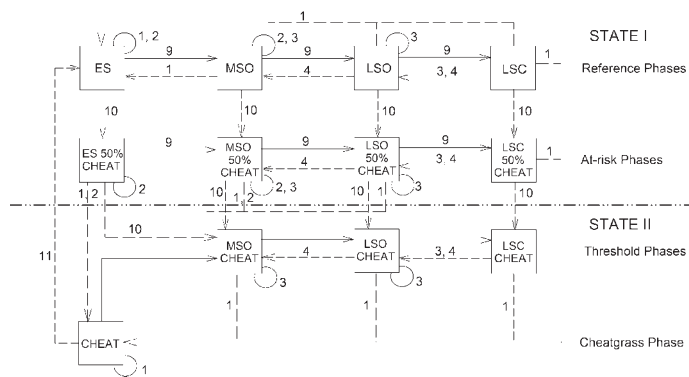 1
STATE I
1, 2
2, 3
3
9
9
9
1
Reference Phases
ES
MSO
LSO
LSC
1
4
3, 4
10
10
10
10
9
9
9
ES 50%
CHEAT
MSO
50%
CHEAT
LSO
50%
CHEAT
LSC
50%
CHEAT
1
AI-risk Phases
4
3, 4
2
2, 3
3
1, 2
10
1
2
10
1
10
STATE II
10
MSO
CHEAT
LSO
CHEAT
LSC
CHEAT
Threshold Phases
4
3, 4
11
3
3
1
1
1
CHEAT
Cheatgrass Phase
1